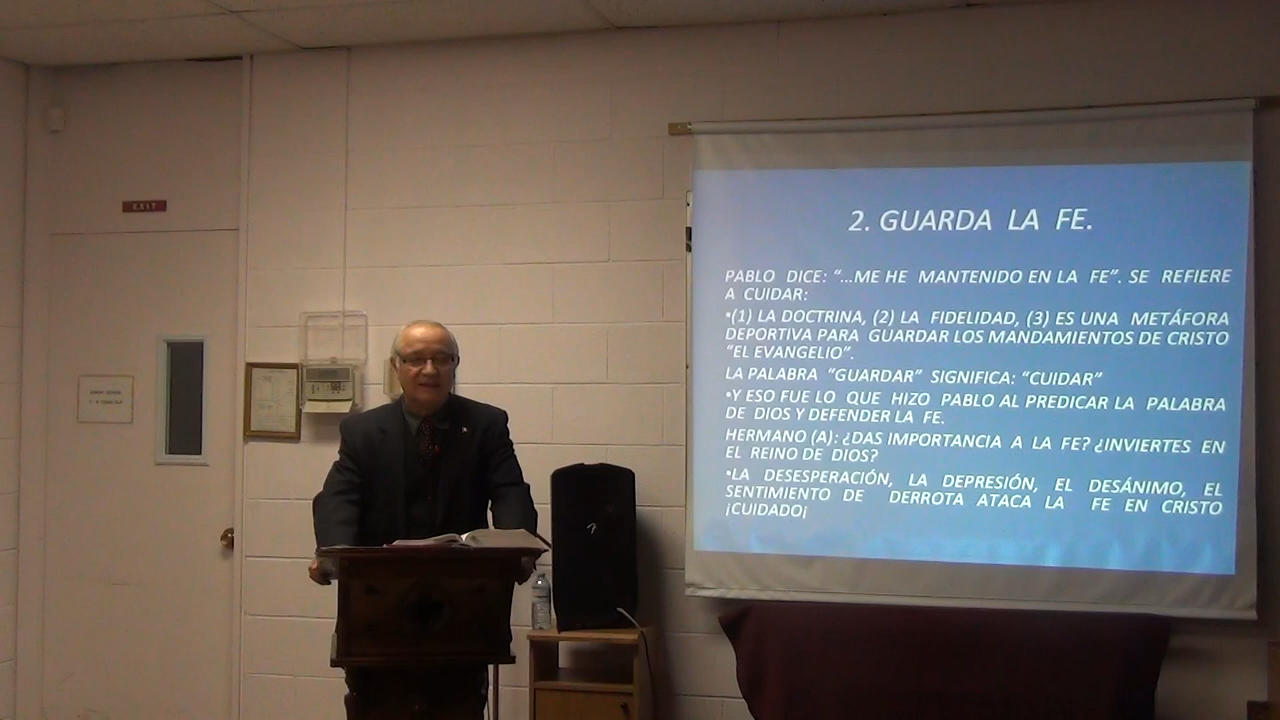 EXIT
2. GUARDA LA FE.
PABLO DICE: “...ME HE MANTENIDO EN LA FE”. SE REFIERE
A CUIDAR:
•(1) LA DOCTRINA, (2) LA FIDELIDAD, (3) ES UNA METÁFORA
DEPORTIVA PARA GUARDAR LOS MANDAMIENTOS DE CRISTO
“EL EVANGELIO”.
LA PALABRA “GUARDAR” SIGNIFICA: “CUIDAR”
•Y ESO FUE LO QUE HIZO PABLO AL PREDICAR LA PALABRA
DE DIOS Y DEFENDER LA FE.
HERMANO (A): ¿DAS IMPORTANCIA A LA FE? ¿INVIERTES EN
EL REINO DE DIOS?
•LA DESESPERACIÓN, LA DEPRESIÓN, EL DESÁNIMO, EL
SENTIMIENTO DE DERROTA ATACA LA FE EN CRISTO
¡CUIDADO¡